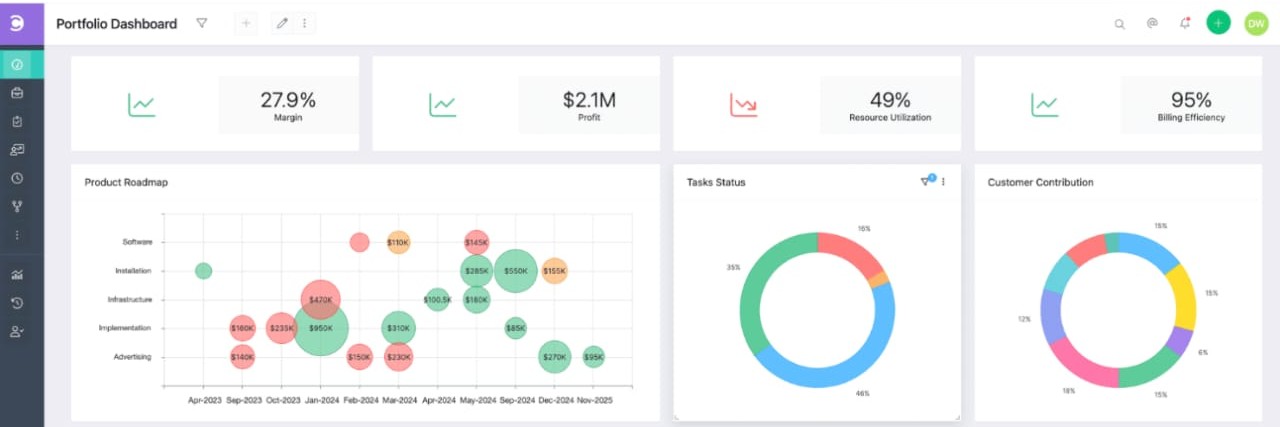 Portfolio Dashboard
DW
27.9%
Margin
$2.1M
Profit
49%
Resource Utilization
95%
Billing Efficiency
Product Roadmap
Software
$110K
$145K
Installation
$285K
$550K
$155K
Infrastructure
$470K
$100.5K
$180K
Implementation
$160K
$235K
$950K
$310K
$85K
Advertising
$140K
$150K
$230K
$270K
$95K
Apr-2023 Sep-2023 Oct-2023 Jan-2024 Feb-2024 Mar-2024 Apr-2024 May-2024 Sep-2024 Dec-2024 Nov-2025
Tasks Status
16%
35%
46%
Customer Contribution
15%
15%
12%
6%
18%
15%